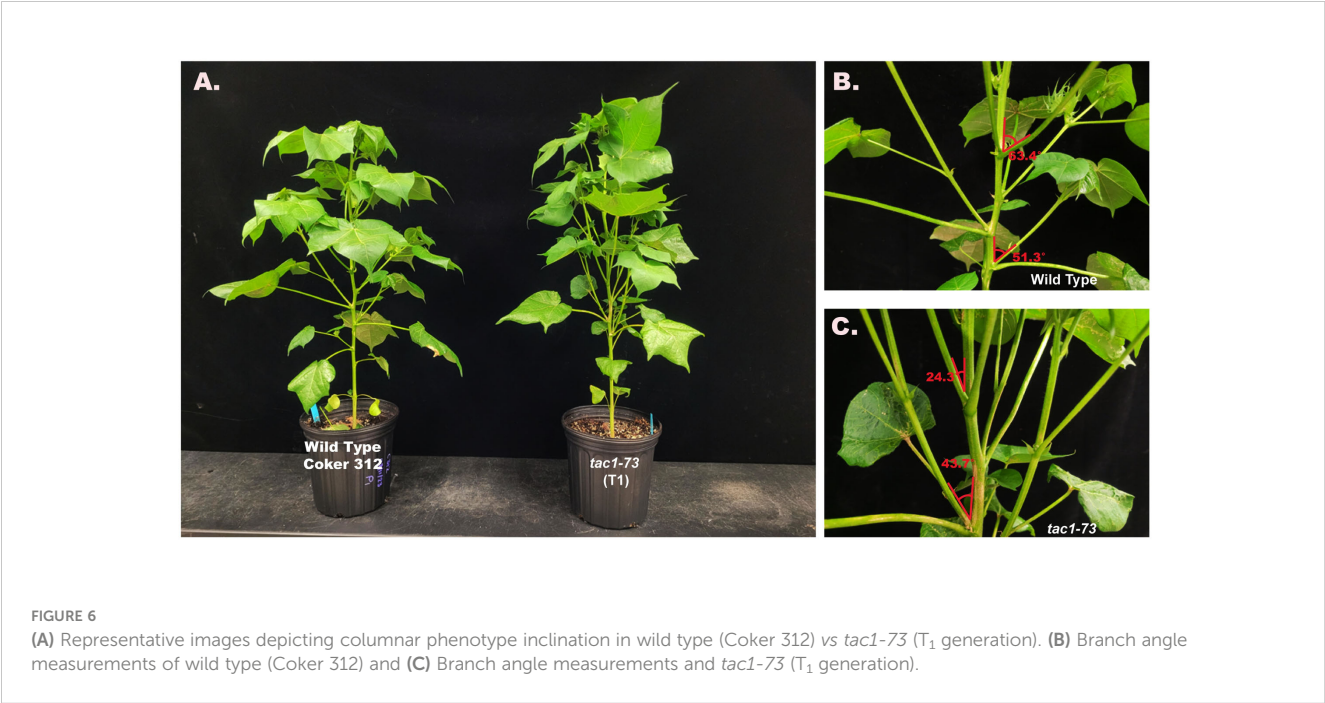 A.
Wild Type
Coker 312
tac1-73
(T1)
B.
63.4°
51.3°
Wild Type
C.
24.3
43.7
tac1-73
FIGURE 6
(A) Representative images depicting columnar phenotype inclination in wild type (Coker 312) vs tac1-73 (T₁ generation). (B) Branch angle
measurements of wild type (Coker 312) and (C) Branch angle measurements and tac1-73 (T₁ generation).